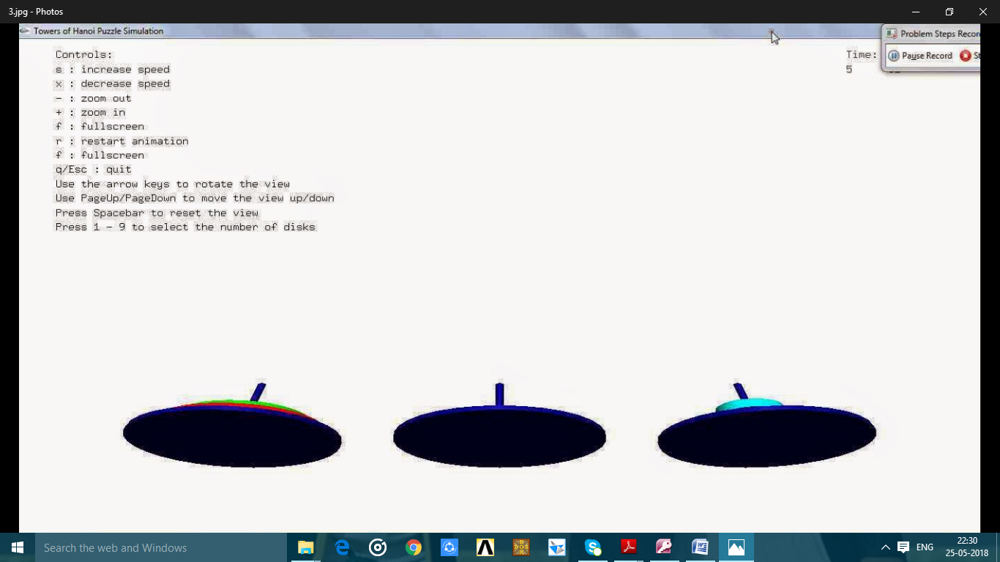 3.jpg - Photos
Towers of Hanoi Puzzle Simulation
Problem Steps Recor
Pause Record St
Controls:
s : increase speed
x : decrease speed
- : zoom out
+ : zoom in
f : fullscreen
r : restart animation
f : fullscreen
q/Esc : quit
Use the arrow keys to rotate the view
Use PageUp/PageDown to move the view up/down
Press Spacebar to reset the view
Press 1 - 9 to select the number of disks
Time:
5
Search the web and Windows
DOS
ENG
22:30
25-05-2018